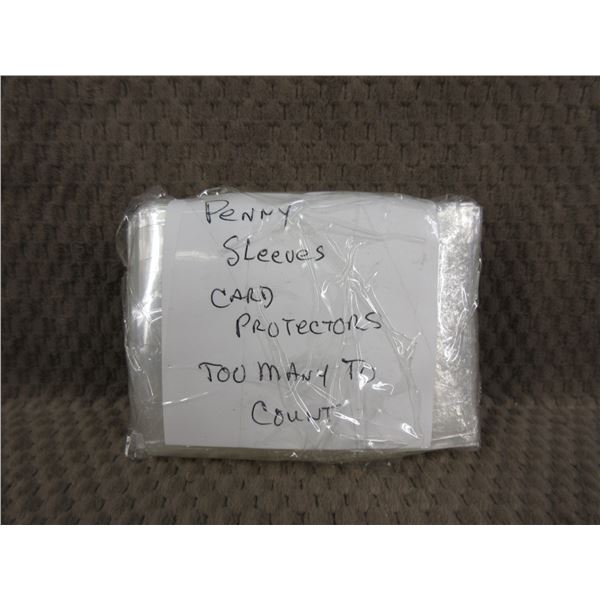 PENNY
SLeeves
CARD
PROTECTORS
TOO MANY TO
COUNT